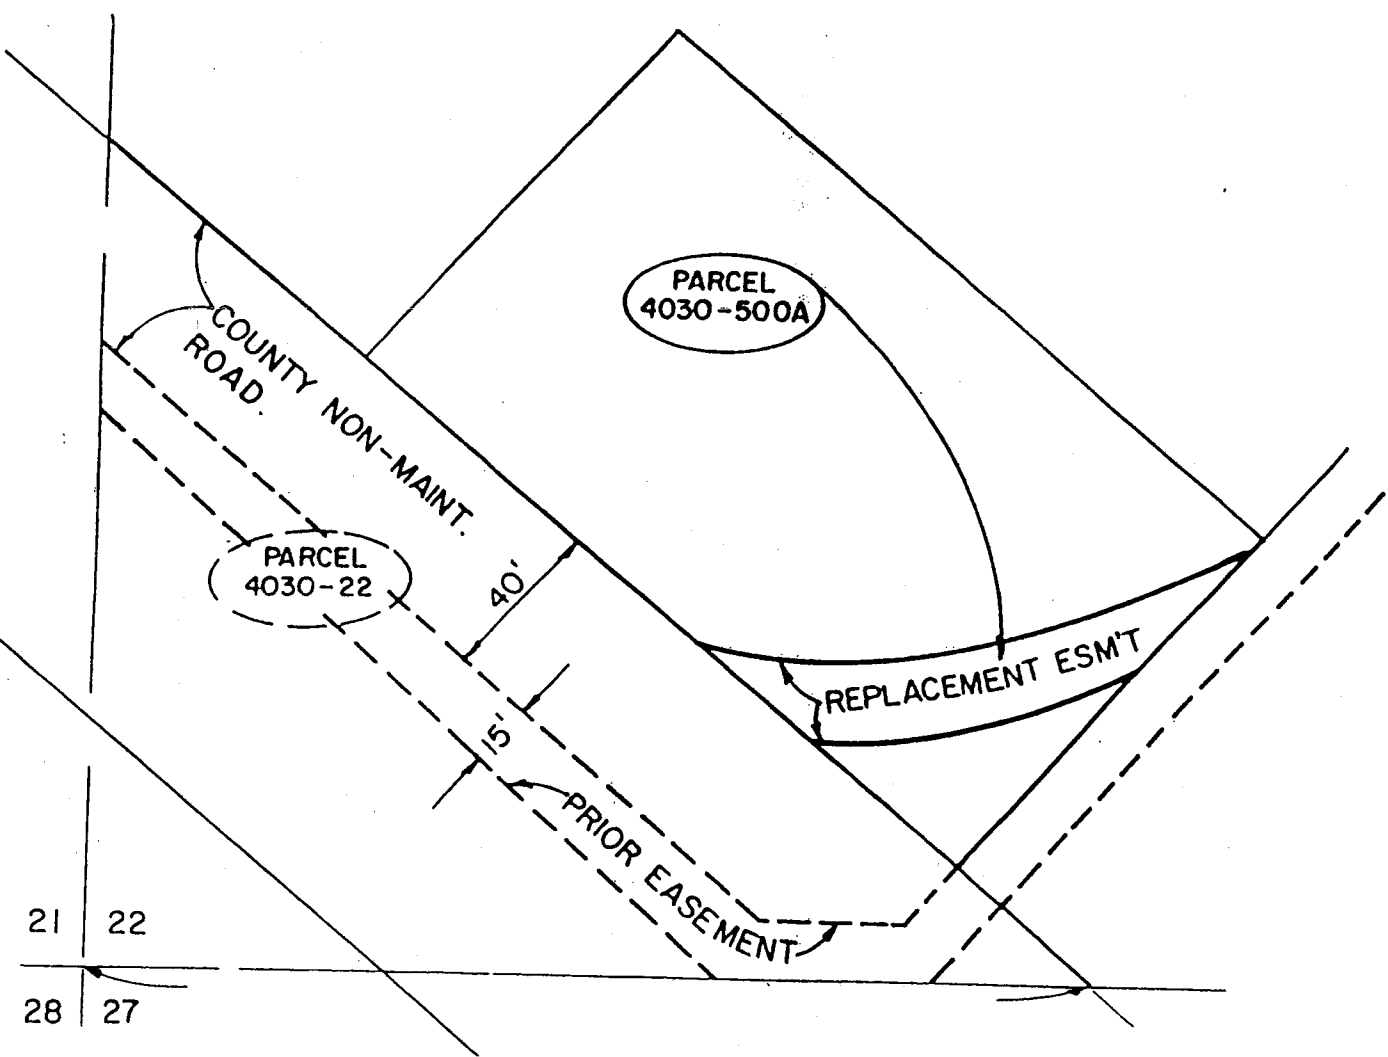 PARCEL
4030-500A
COUNTY NON-MAINT.
ROAD.
PARCEL
4030-22
40'
15'
REPLACEMENT ESM'T
PRIOR EASEMENT
21 22
28 27